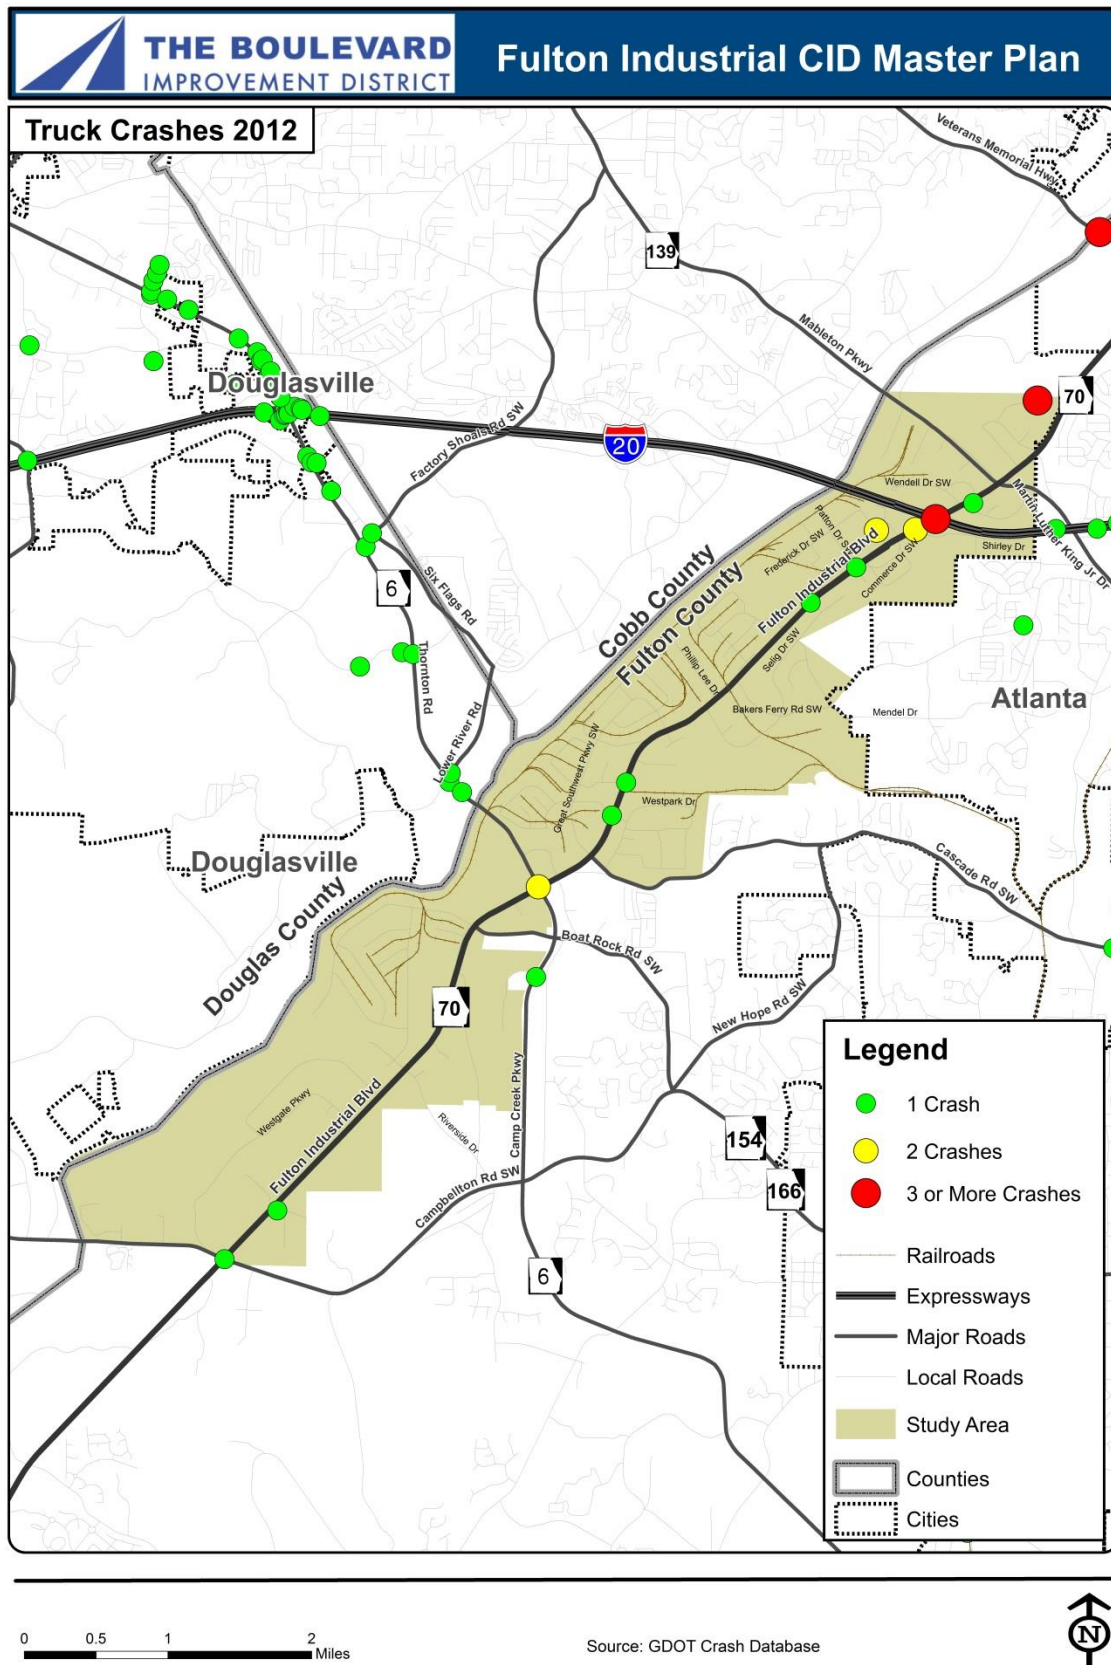 THE BOULEVARD
IMPROVEMENT DISTRICT
Fulton Industrial CID Master Plan
Truck Crashes 2012
Veterans Memorial Hwy
139
Mableton Pkwy
70
Douglasville
Factory Shoals Rd SW
20
Wendell Dr SW
Martin Luther King Jr Dr
Patton Dr S
Frederick Dr SW
Fulton Industrial Blvd
Commerce Dr SW
Shirley Dr
Six Flags Rd
6
Cobb County
Fulton County
Thornton Rd
Phillip Lee Dr
Selig Dr SW
Bakers Ferry Rd SW
Mendel Dr
Atlanta
Lower River Rd
Great Southwest Pkwy SW
Westpark Dr
Douglasville
Douglas County
Cascade Rd SW
Boat Rock Rd SW
New Hope Rd SW
70
Westgate Pkwy
Fulton Industrial Blvd
Riverside Dr
Camp Creek Pkwy
Campbellton Rd SW
154
166
6
Legend
1 Crash
2 Crashes
3 or More Crashes
Railroads
Expressways
Major Roads
Local Roads
Study Area
Counties
Cities
0 0.5 1 2
Miles
Source: GDOT Crash Database
N